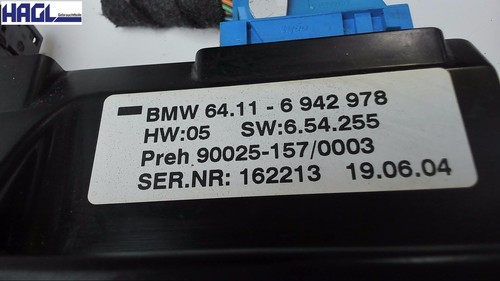 HAGL
Gebrauchtteile
BMW 64.11 - 6 942 978
HW:05 SW:6.54.255
Preh 90025-157/0003
SER.NR: 162213 19.06.04